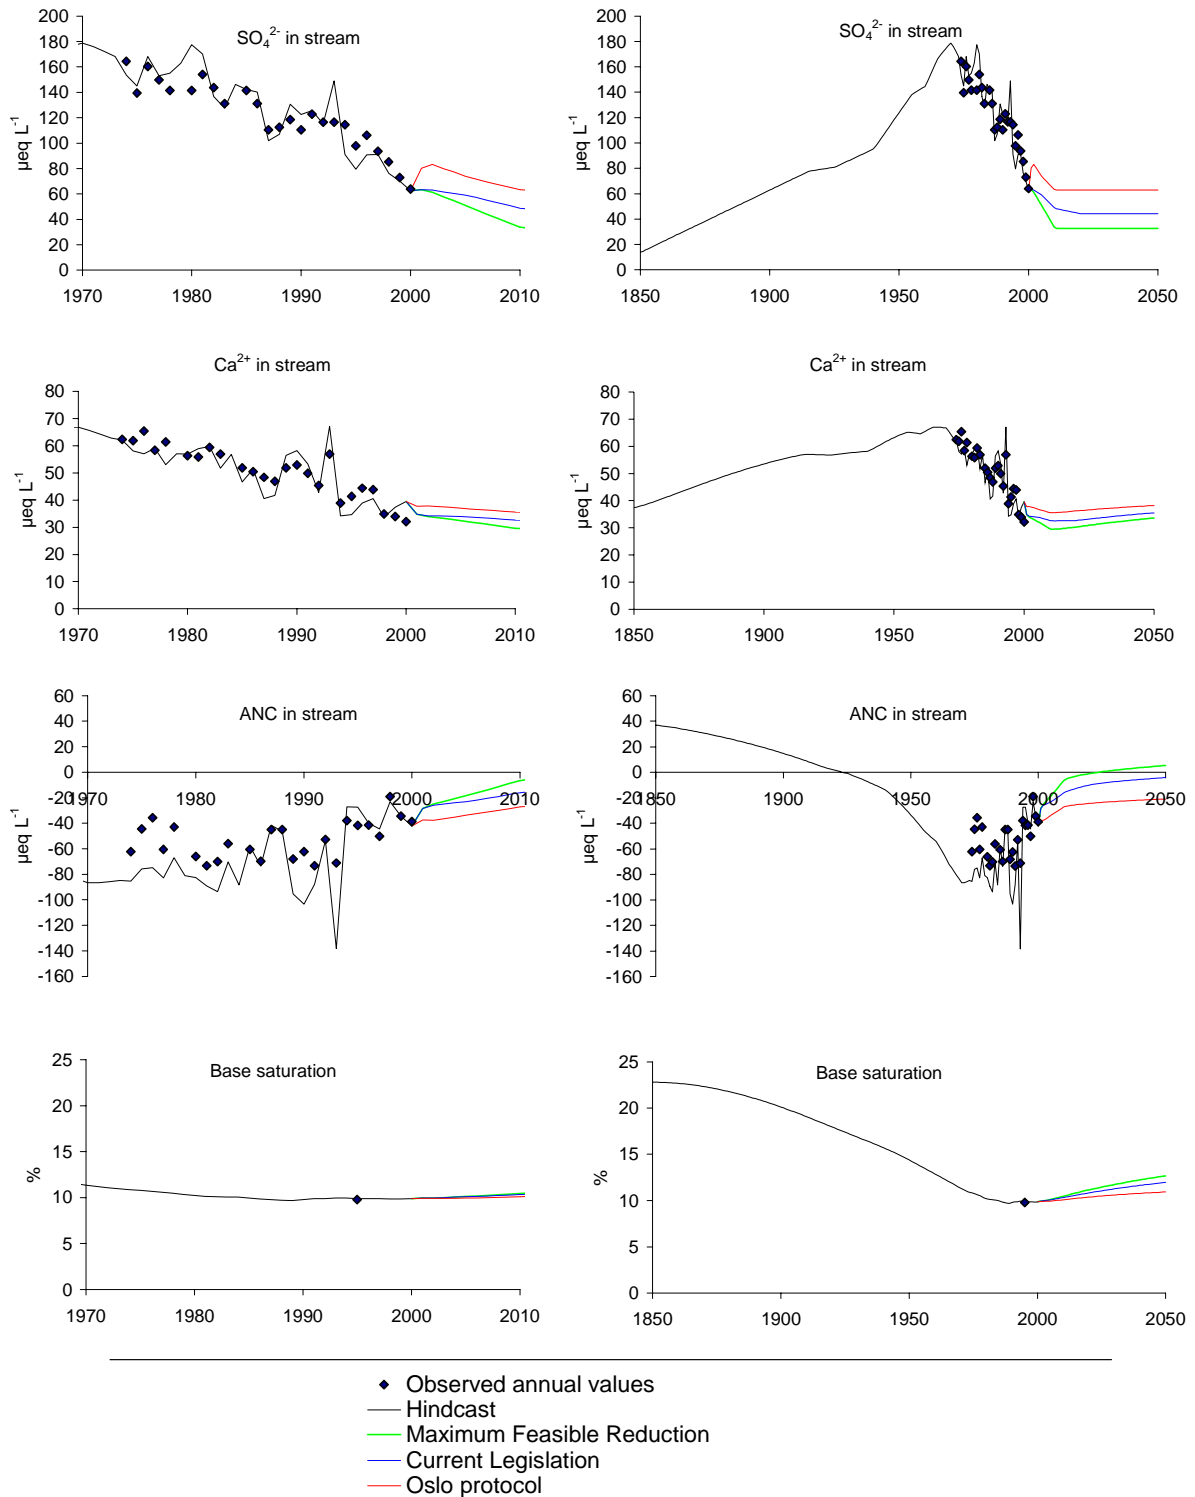 SO₄²⁻ in stream
200
180
160
140
120
100
80
60
40
20
0
µeq L⁻¹
1970 1980 1990 2000 2010
SO₄²⁻ in stream
200
180
160
140
120
100
80
60
40
20
0
µeq L⁻¹
1850 1900 1950 2000 2050
Ca²⁺ in stream
80
70
60
50
40
30
20
10
0
µeq L⁻¹
1970 1980 1990 2000 2010
Ca²⁺ in stream
80
70
60
50
40
30
20
10
0
µeq L⁻¹
1850 1900 1950 2000 2050
ANC in stream
60
40
20
0
-20
-40
-60
-80
-100
-120
-140
-160
µeq L⁻¹
1970 1980 1990 2000 2010
ANC in stream
60
40
20
0
-20
-40
-60
-80
-100
-120
-140
-160
µeq L⁻¹
1850 1900 1950 2000 2050
Base saturation
25
20
15
10
5
0
%
1970 1980 1990 2000 2010
Base saturation
25
20
15
10
5
0
%
1850 1900 1950 2000 2050
Observed annual values
Hindcast
Maximum Feasible Reduction
Current Legislation
Oslo protocol